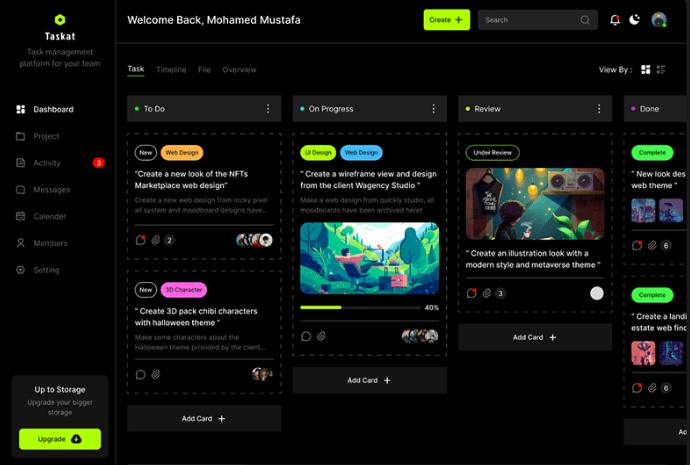 Taskat
Task management
platform for your team
Dashboard
Project
Activity 3
Messages
Calender
Members
Setting
Up to Storage
Upgrade your bigger
storage
Upgrade
Welcome Back, Mohamed Mustafa
Create +
Search
Task Timeline File Overview
View By :
To Do
New Web Design
"Create a new look of the NFTs
Marketplace web design"
Create a new web design from rocky pixel
all system and moodboard designs have...
2
New 3D Character
" Create 3D pack chibi characters
with halloween theme "
Make some characters about the
Halloween theme provided by the client...
Add Card +
On Progress
UI Design Web Design
" Create a wireframe view and design
from the client Wagency Studio "
Make a web design from quickly studio, all
moodboards have been archived here!
40%
Add Card +
Review
Under Review
" Create an illustration look with a
modern style and metaverse theme "
3
Add Card +
Done
Complete
"New look des
web theme "
6
Complete
" Create a landi
estate web find
6
Ad